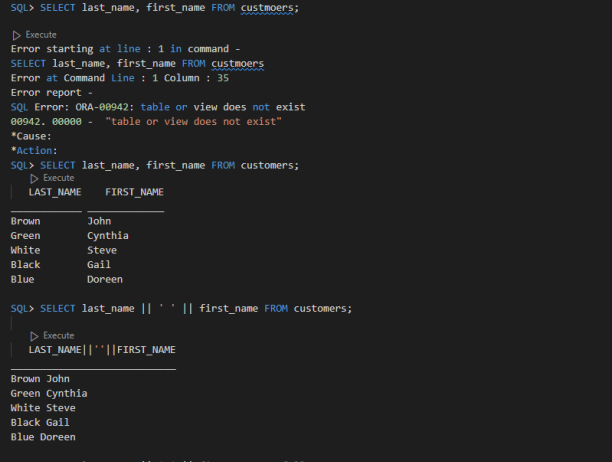 SQL> SELECT last_name, first_name FROM custmoers;
Execute
Error starting at line : 1 in command -
SELECT last_name, first_name FROM custmoers
Error at Command Line : 1 Column : 35
Error report -
SQL Error: ORA-00942: table or view does not exist
00942. 00000 -  "table or view does not exist"
*Cause:
*Action:
SQL> SELECT last_name, first_name FROM customers;
Execute
LAST_NAME    FIRST_NAME
____________ _____________
Brown        John
Green        Cynthia
White        Steve
Black        Gail
Blue         Doreen
SQL> SELECT last_name || ' ' || first_name FROM customers;
Execute
LAST_NAME||''||FIRST_NAME
____________________________
Brown John
Green Cynthia
White Steve
Black Gail
Blue Doreen